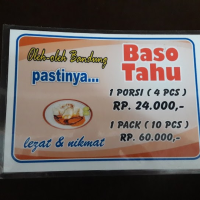 Oleh-oleh Bandung
pastinya...
lezat & nikmat
Baso
Tahu
1 PORSI ( 4 PCS )
RP. 24.000,-
1 PACK ( 10 PCS )
RP. 60.000,-